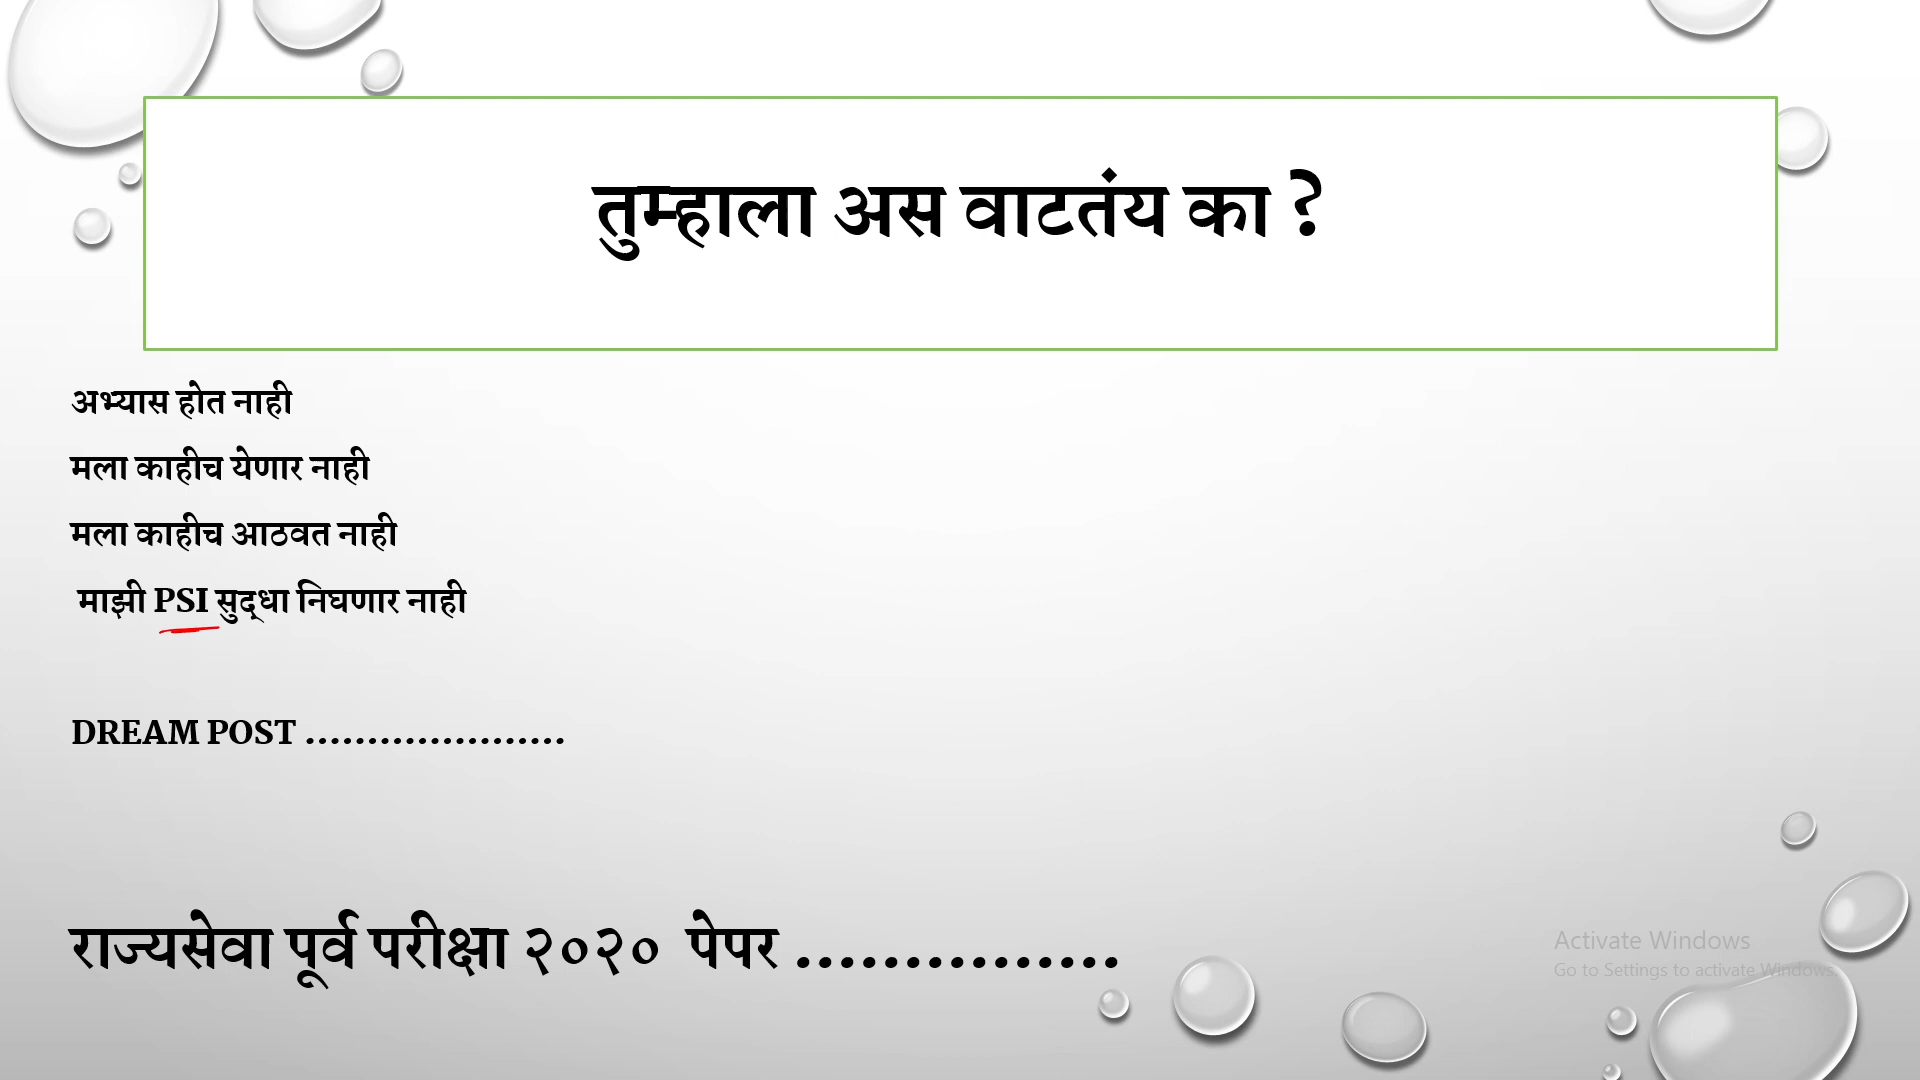 तुम्हाला अस वाटतंय का ?
अभ्यास होत नाही
मला काहीच येणार नाही
मला काहीच आठवत नाही
माझी PSI सुद्धा निघणार नाही
DREAM POST .....................
राज्यसेवा पूर्व परीक्षा २०२० पेपर ...............
Activate Windows
Go to Settings to activate Windows.